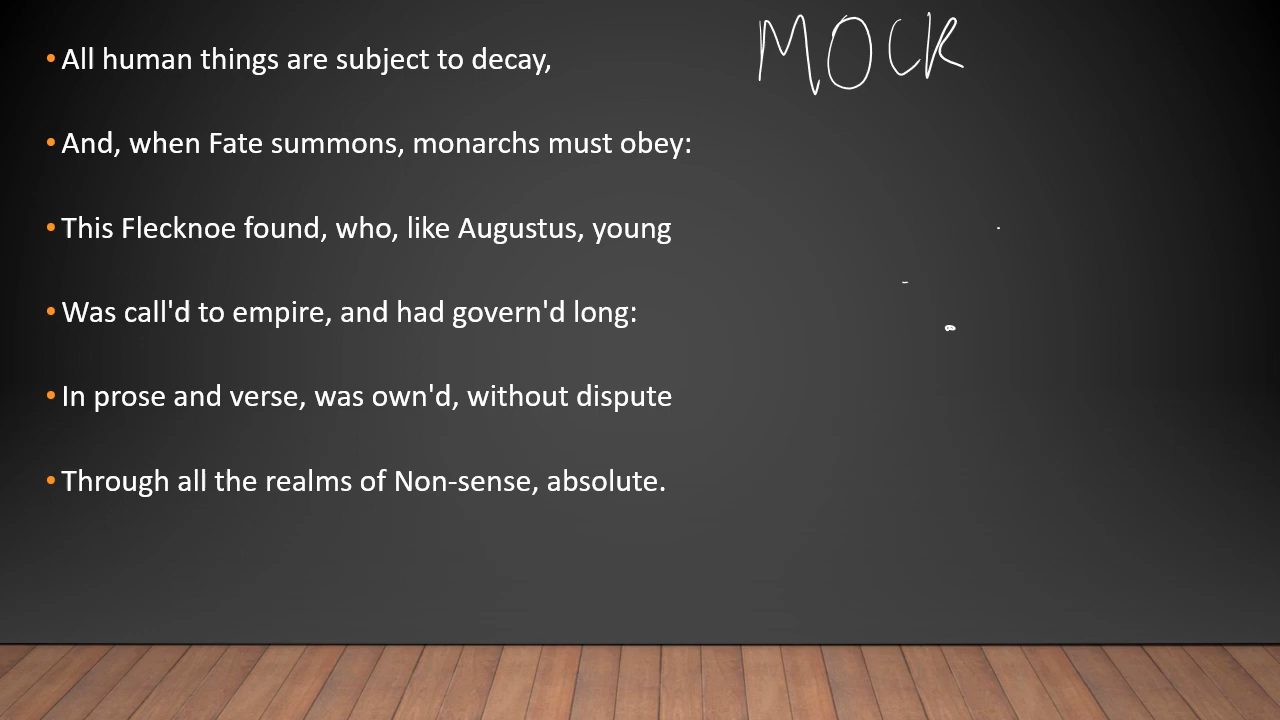 MOCK
• All human things are subject to decay,
• And, when Fate summons, monarchs must obey:
• This Flecknoe found, who, like Augustus, young
• Was call'd to empire, and had govern'd long:
• In prose and verse, was own'd, without dispute
• Through all the realms of Non-sense, absolute.